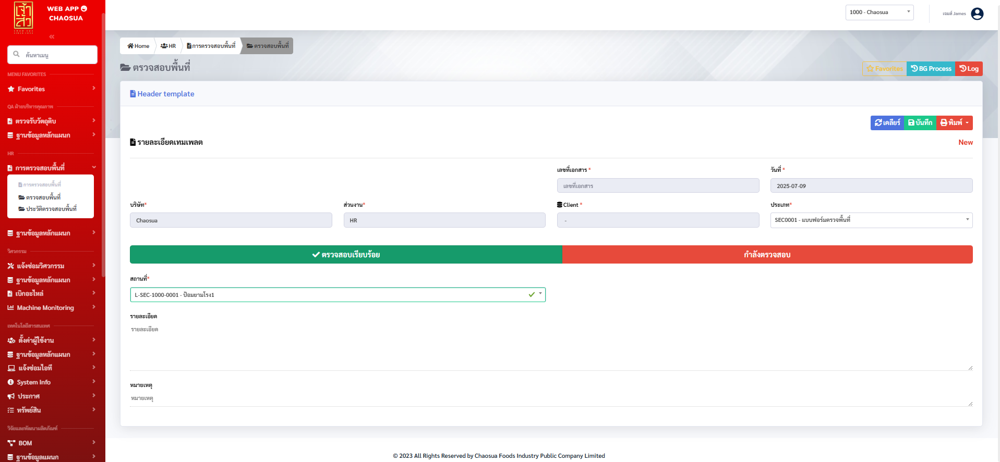 เจ้า
สัว
CHAO SUA
SINCE 1958
WEB APP
CHAOSUA
ค้นหาเมนู
MENU FAVORITES
Favorites
QA ฝ่ายบริหารคุณภาพ
ตรวจรับวัตถุดิบ
ฐานข้อมูลหลักแผนก
HR
การตรวจสอบพื้นที่
การตรวจสอบพื้นที่
ตรวจสอบพื้นที่
ประวัติตรวจสอบพื้นที่
ฐานข้อมูลหลักแผนก
วิศวกรรม
แจ้งซ่อมวิศวกรรม
ฐานข้อมูลหลักแผนก
เบิกอะไหล่
Machine Monitoring
เทคโนโลยีสารสนเทศ
ตั้งค่าผู้ใช้งาน
ฐานข้อมูลหลักแผนก
แจ้งซ่อมไอที
System Info
ประกาศ
ทรัพย์สิน
วิจัยและพัฒนาผลิตภัณฑ์
BOM
ฐานข้อมูลแผนก
1000 - Chaosua
เจมส์ James
Home HR การตรวจสอบพื้นที่ ตรวจสอบพื้นที่
ตรวจสอบพื้นที่
Favorites BG Process Log
Header template
เคลียร์ บันทึก พิมพ์
รายละเอียดเทมเพลต New
เลขที่เอกสาร * วันที่ *
เลขที่เอกสาร 2025-07-09
บริษัท* ส่วนงาน* Client * ประเภท*
Chaosua HR - SEC0001 - แบบฟอร์มตรวจพื้นที่
ตรวจสอบเรียบร้อย กำลังตรวจสอบ
สถานที่*
L-SEC-1000-0001 - ป้อมยามโรง1
รายละเอียด
รายละเอียด
หมายเหตุ
หมายเหตุ
© 2023 All Rights Reserved by Chaosua Foods Industry Public Company Limited